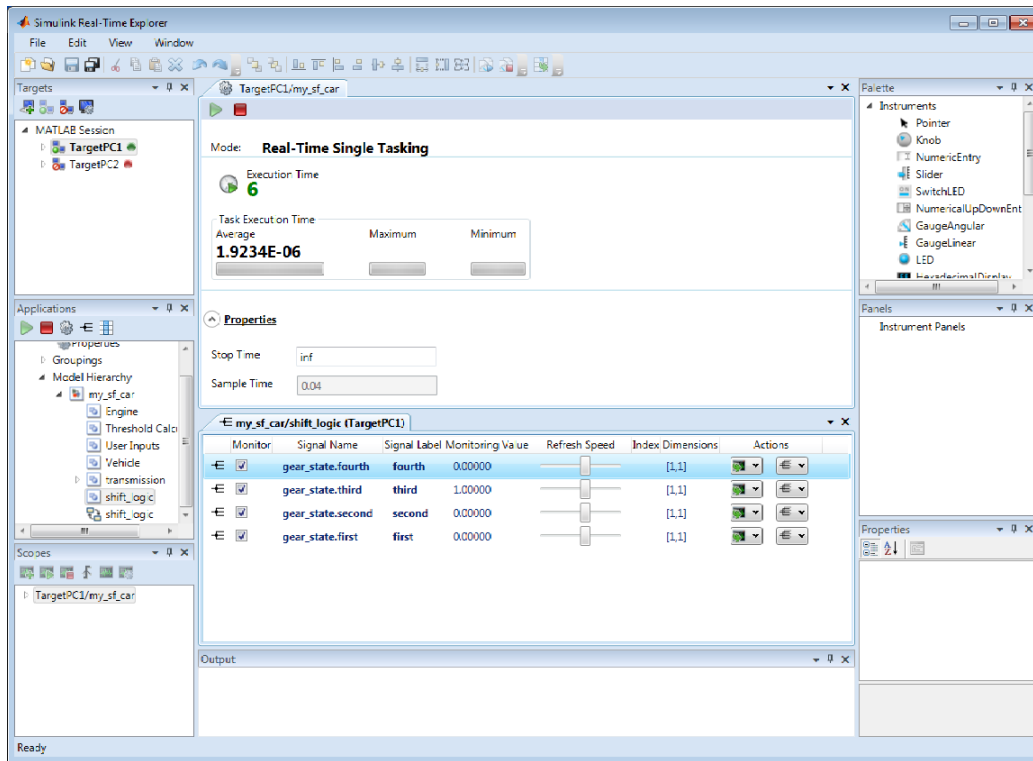 Simulink Real-Time Explorer
File Edit View Window
Targets
MATLAB Session
TargetPC1
TargetPC2
Applications
Properties
Groupings
Model Hierarchy
my_sf_car
Engine
Threshold Calcu
User Inputs
Vehicle
transmission
shift_logic
shift_logic
Scopes
TargetPC1/my_sf_car
TargetPC1/my_sf_car
Mode: Real-Time Single Tasking
Execution Time
6
Task Execution Time
Average Maximum Minimum
1.9234E-06
Properties
Stop Time inf
Sample Time 0.04
my_sf_car/shift_logic (TargetPC1)
Monitor Signal Name Signal Label Monitoring Value Refresh Speed Index Dimensions Actions
gear_state.fourth fourth 0.00000 [1,1]
gear_state.third third 1.00000 [1,1]
gear_state.second second 0.00000 [1,1]
gear_state.first first 0.00000 [1,1]
Output
Palette
Instruments
Pointer
Knob
NumericEntry
Slider
SwitchLED
NumericalUpDownEnt
GaugeAngular
GaugeLinear
LED
HexadecimalDisplay
Panels
Instrument Panels
Properties
Ready